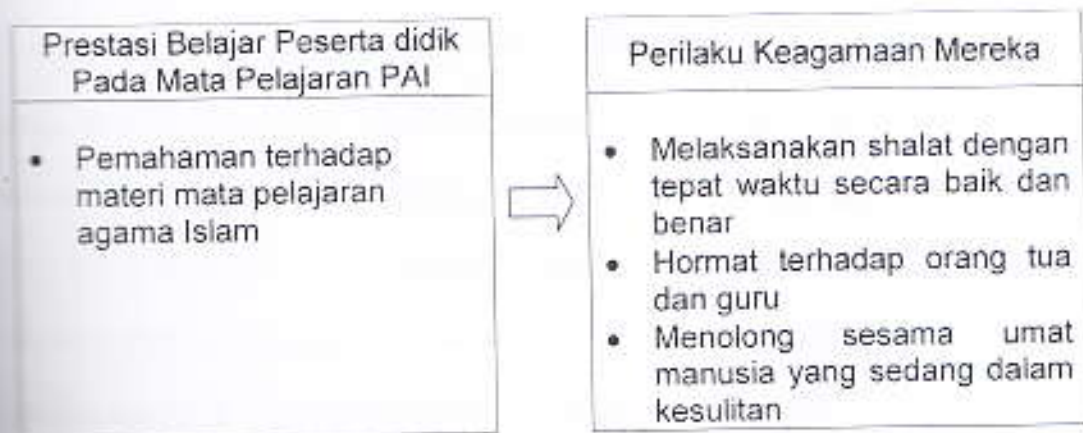 Prestasi Belajar Peserta didik
Pada Mata Pelajaran PAI
• Pemahaman terhadap
materi mata pelajaran
agama Islam
Perilaku Keagamaan Mereka
• Melaksanakan shalat dengan
tepat waktu secara baik dan
benar
• Hormat terhadap orang tua
dan guru
• Menolong sesama umat
manusia yang sedang dalam
kesulitan